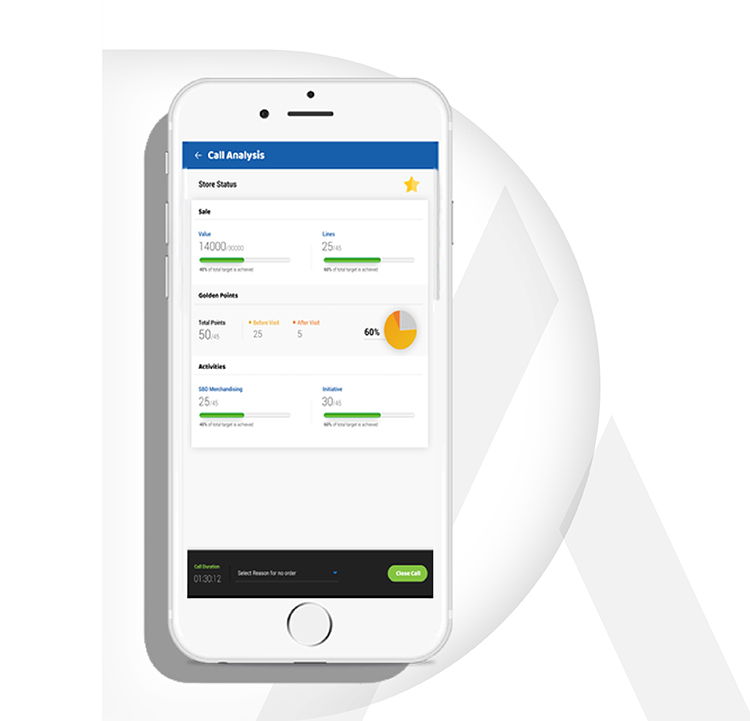 ← Call Analysis
Store Status
Sale
Value Lines
14000/30000 25/45
40% of total target is achieved 60% of total target is achieved
Golden Points
Total Points Before Visit After Visit 60%
50/45 25 5
Activities
SBD Merchandising Initiative
25/45 30/45
40% of total target is achieved 60% of total target is achieved
Call Duration
01:30:12 Select Reason for no order Close Call